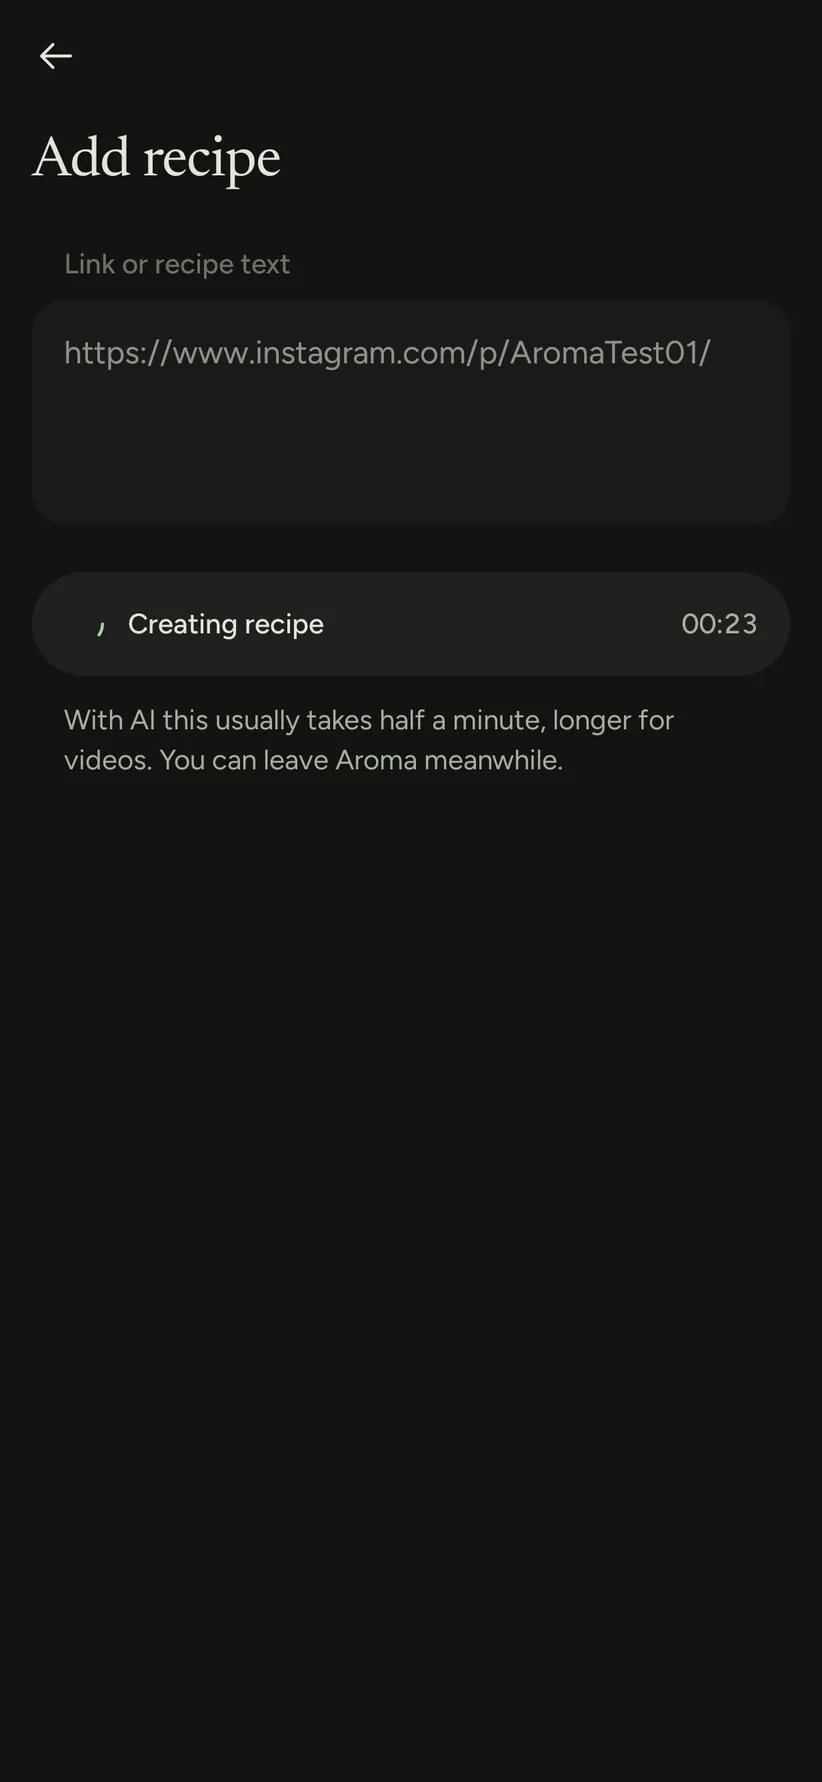 Add recipe
Link or recipe text
https://www.instagram.com/p/AromaTest01/
Creating recipe 00:23
With AI this usually takes half a minute, longer for
videos. You can leave Aroma meanwhile.